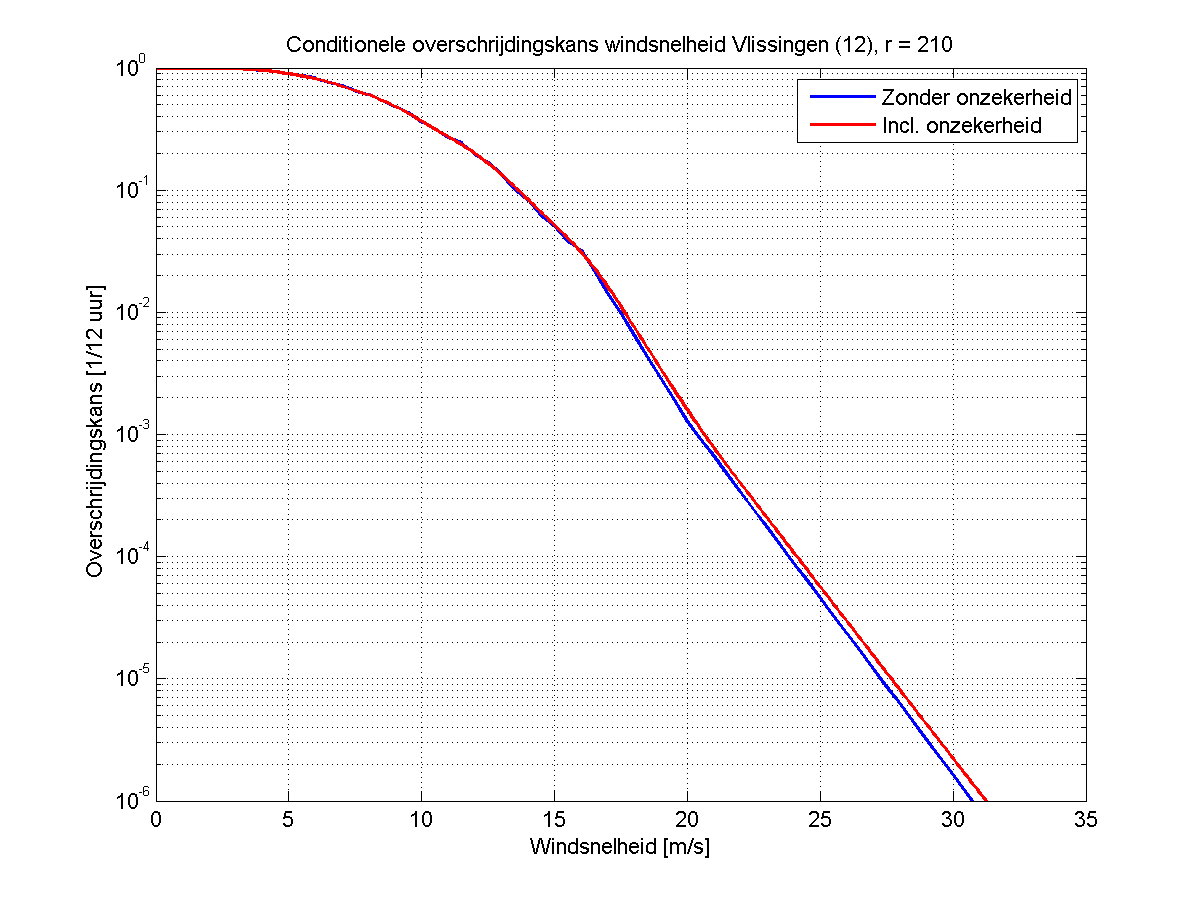 Conditionele overschrijdingskans windsnelheid Vlissingen (12), r = 210
Zonder onzekerheid
Incl. onzekerheid
Overschrijdingskans [1/12 uur]
10^0
10^-1
10^-2
10^-3
10^-4
10^-5
10^-6
0 5 10 15 20 25 30 35
Windsnelheid [m/s]